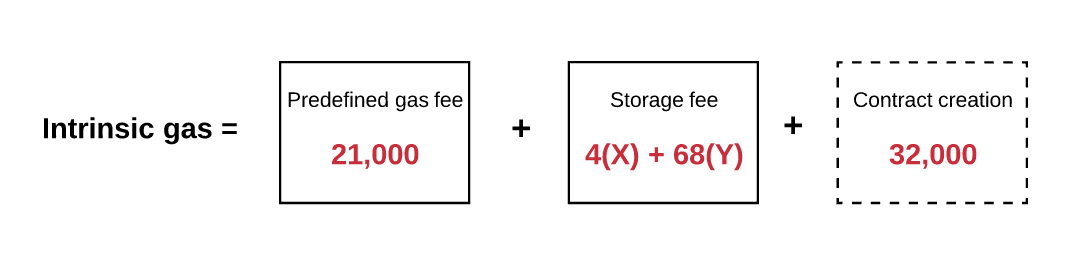 Intrinsic gas =
Predefined gas fee
21,000
+
Storage fee
4(X) + 68(Y)
+
Contract creation
32,000